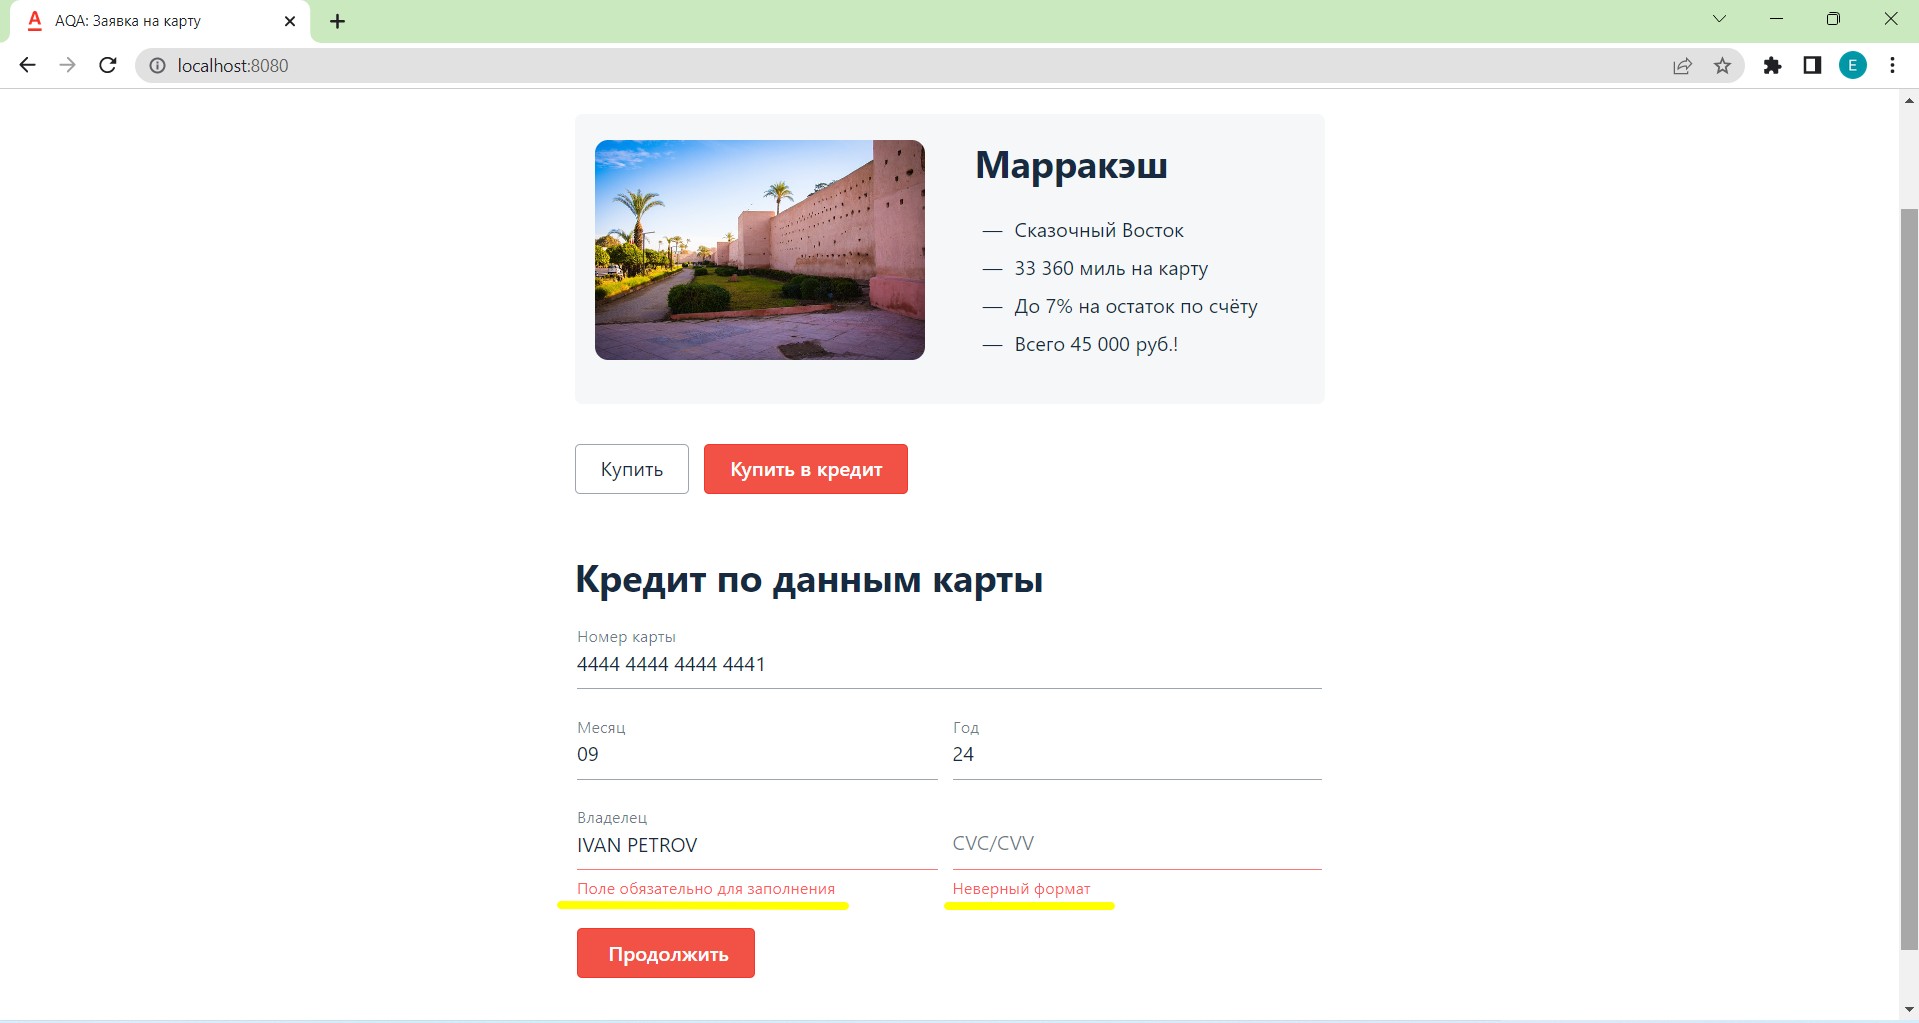 A AQA: Заявка на карту
localhost:8080
E
Марракэш
— Сказочный Восток
— 33 360 миль на карту
— До 7% на остаток по счёту
— Всего 45 000 руб.!
Купить Купить в кредит
Кредит по данным карты
Номер карты
4444 4444 4444 4441
Месяц Год
09 24
Владелец
IVAN PETROV CVC/CVV
Поле обязательно для заполнения Неверный формат
Продолжить